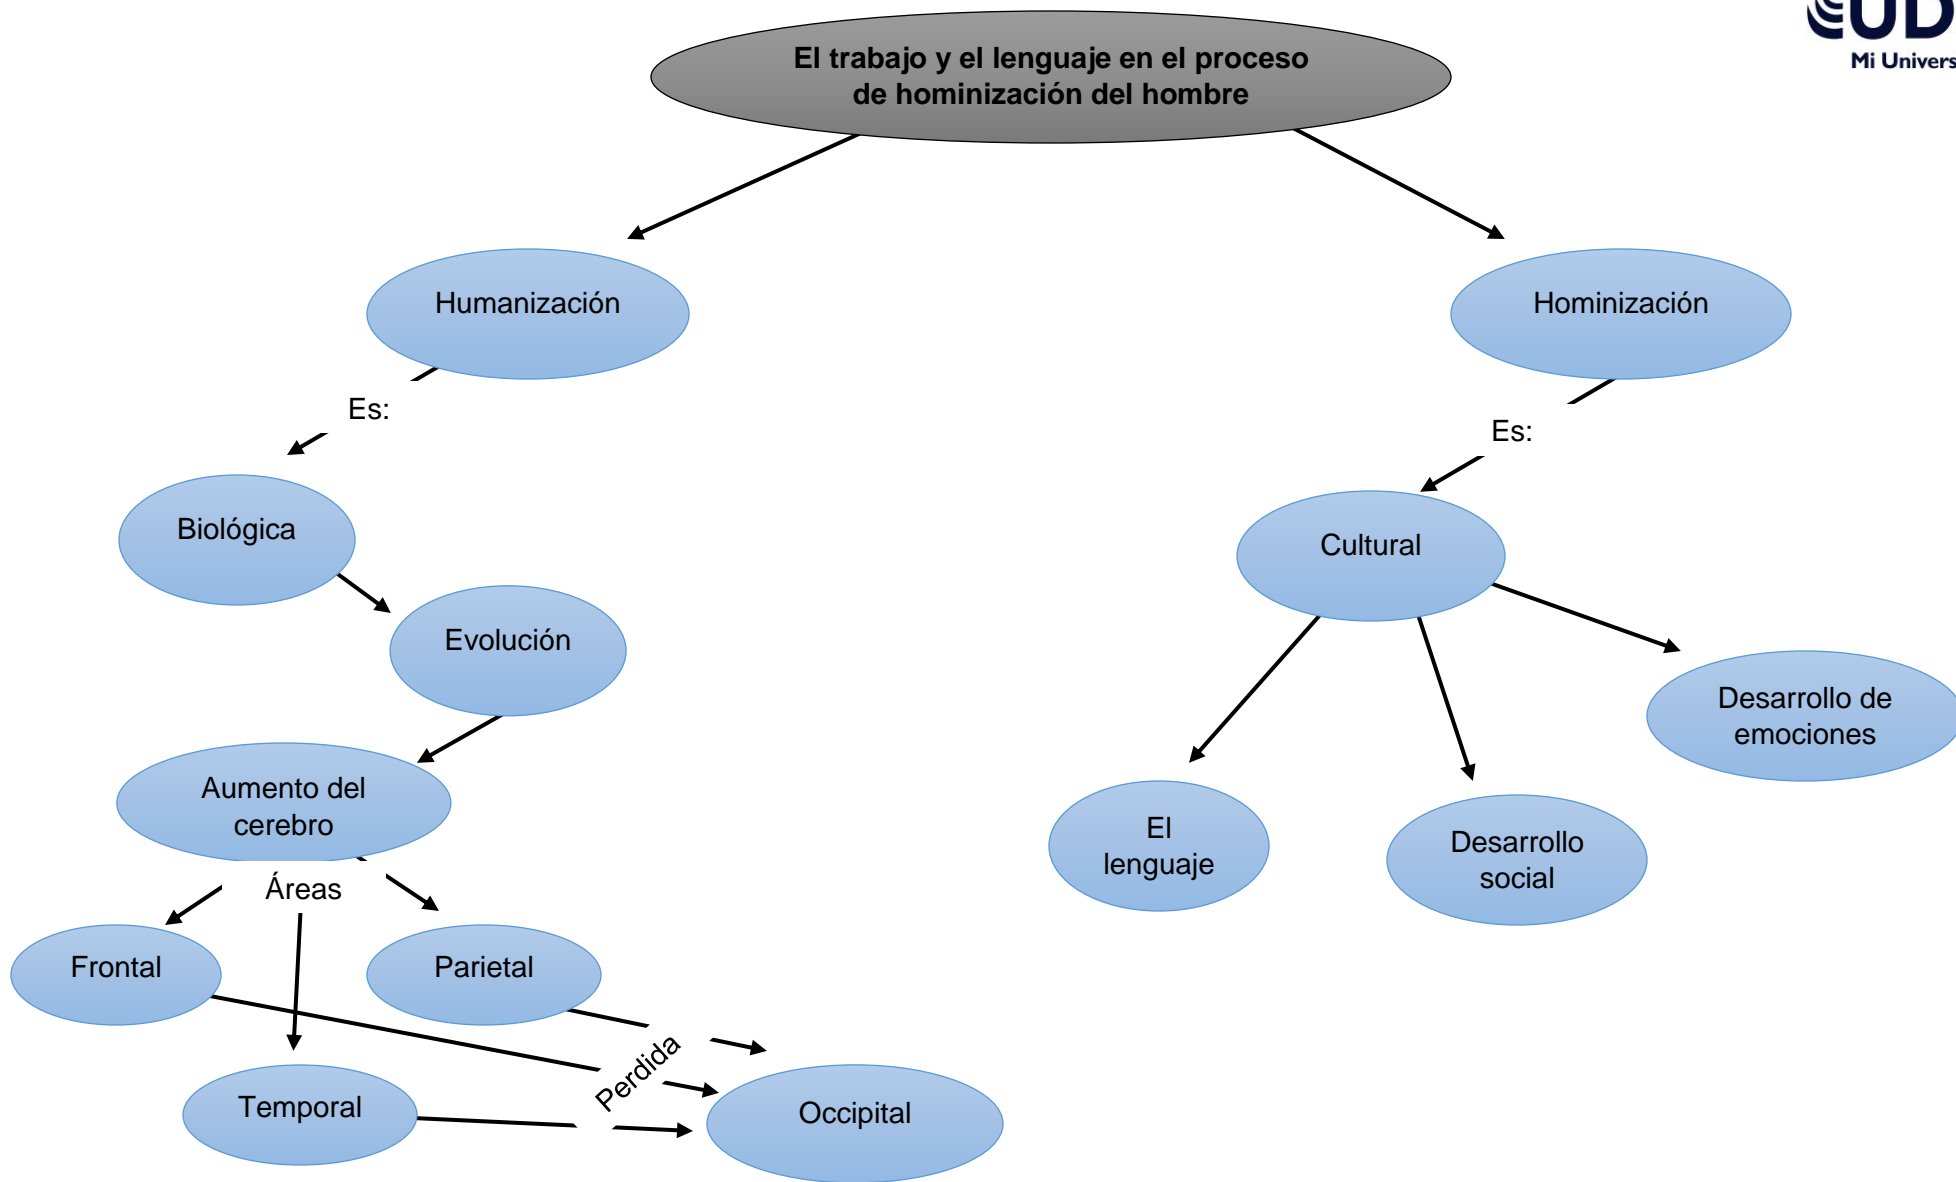 UD
Mi Univers
El trabajo y el lenguaje en el proceso
de hominización del hombre
Humanización
Hominización
Es:
Es:
Biológica
Cultural
Evolución
Desarrollo de
emociones
Aumento del
cerebro
El
lenguaje
Desarrollo
social
Áreas
Frontal
Parietal
Perdida
Temporal
Occipital